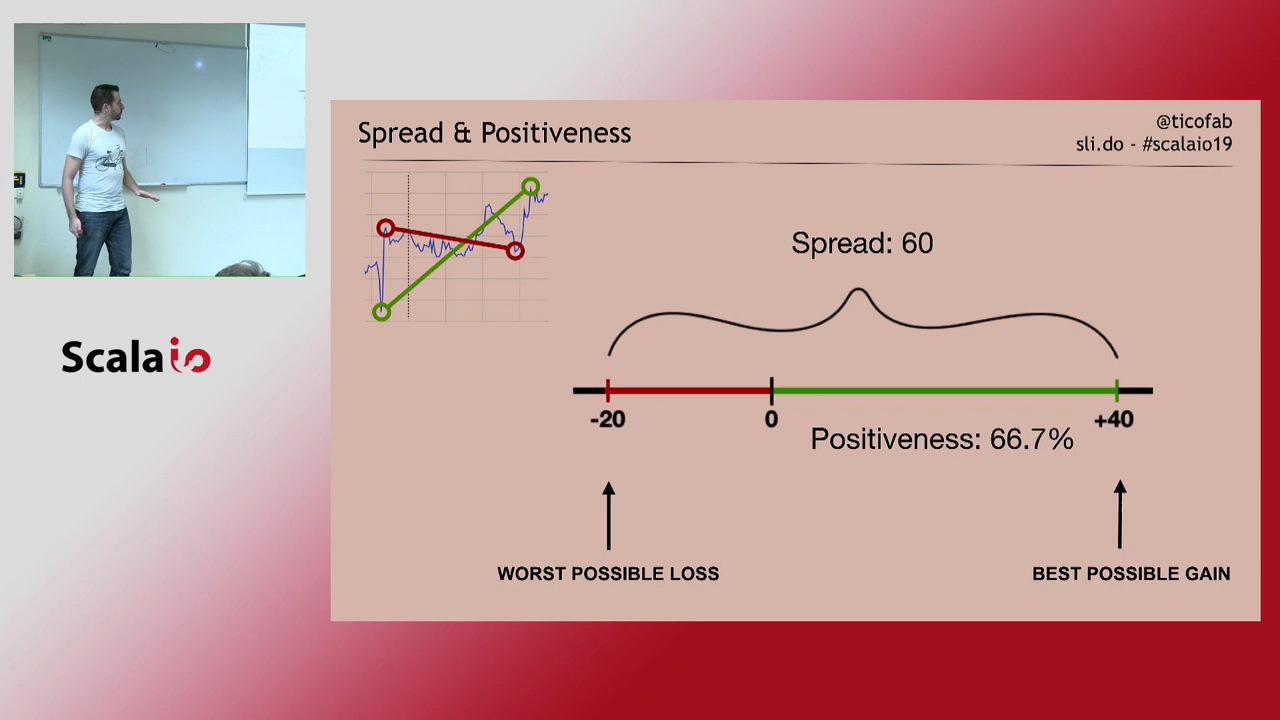 Spread & Positiveness
@ticofab
sli.do - #scalaio19
Spread: 60
-20
0
+40
Positiveness: 66.7%
WORST POSSIBLE LOSS
BEST POSSIBLE GAIN
Scalaio